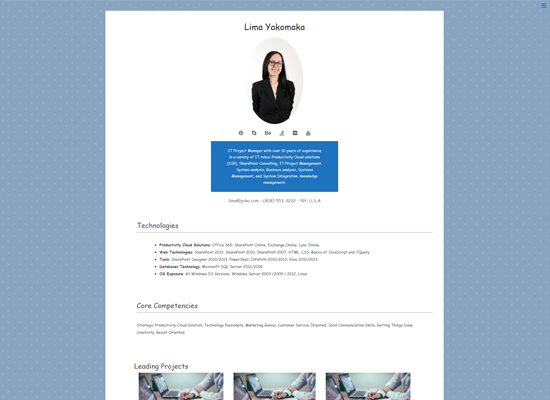 Lima Yakomaka
IT Project Manager with over 10 years of experience
in a variety of IT roles: Productivity Cloud solutions
(O3P), SharePoint Consulting, IT Project Management,
System analysis, Business analysis, Systems
Management, and System Integration, knowledge
management.
lima@yoko.com - (408) 555-3222 - NY, U.S.A
Technologies
Productivity Cloud Solutions: Office 365, SharePoint Online, Exchange Online, Lync Online.
Web Technologies: SharePoint 2013, SharePoint 2010, SharePoint 2007, HTML, CSS, Basics of JavaScript and JQuery
Tools: SharePoint Designer 2010/2013, PowerShell, InfoPath 2010/2013, Visio 2010/2013
Databases Technology: Microsoft SQL Server 2012/2014
OS Exposure: All Windows OS Versions, Windows Server 2003 /2008 / 2012, Linux
Core Competencies
Strategic Productivity Cloud Solution, Technology Passionate, Marketing Genius, Customer Service Oriented, Solid Communication Skills, Getting Things Done,
Creativity, Result Oriented.
Leading Projects